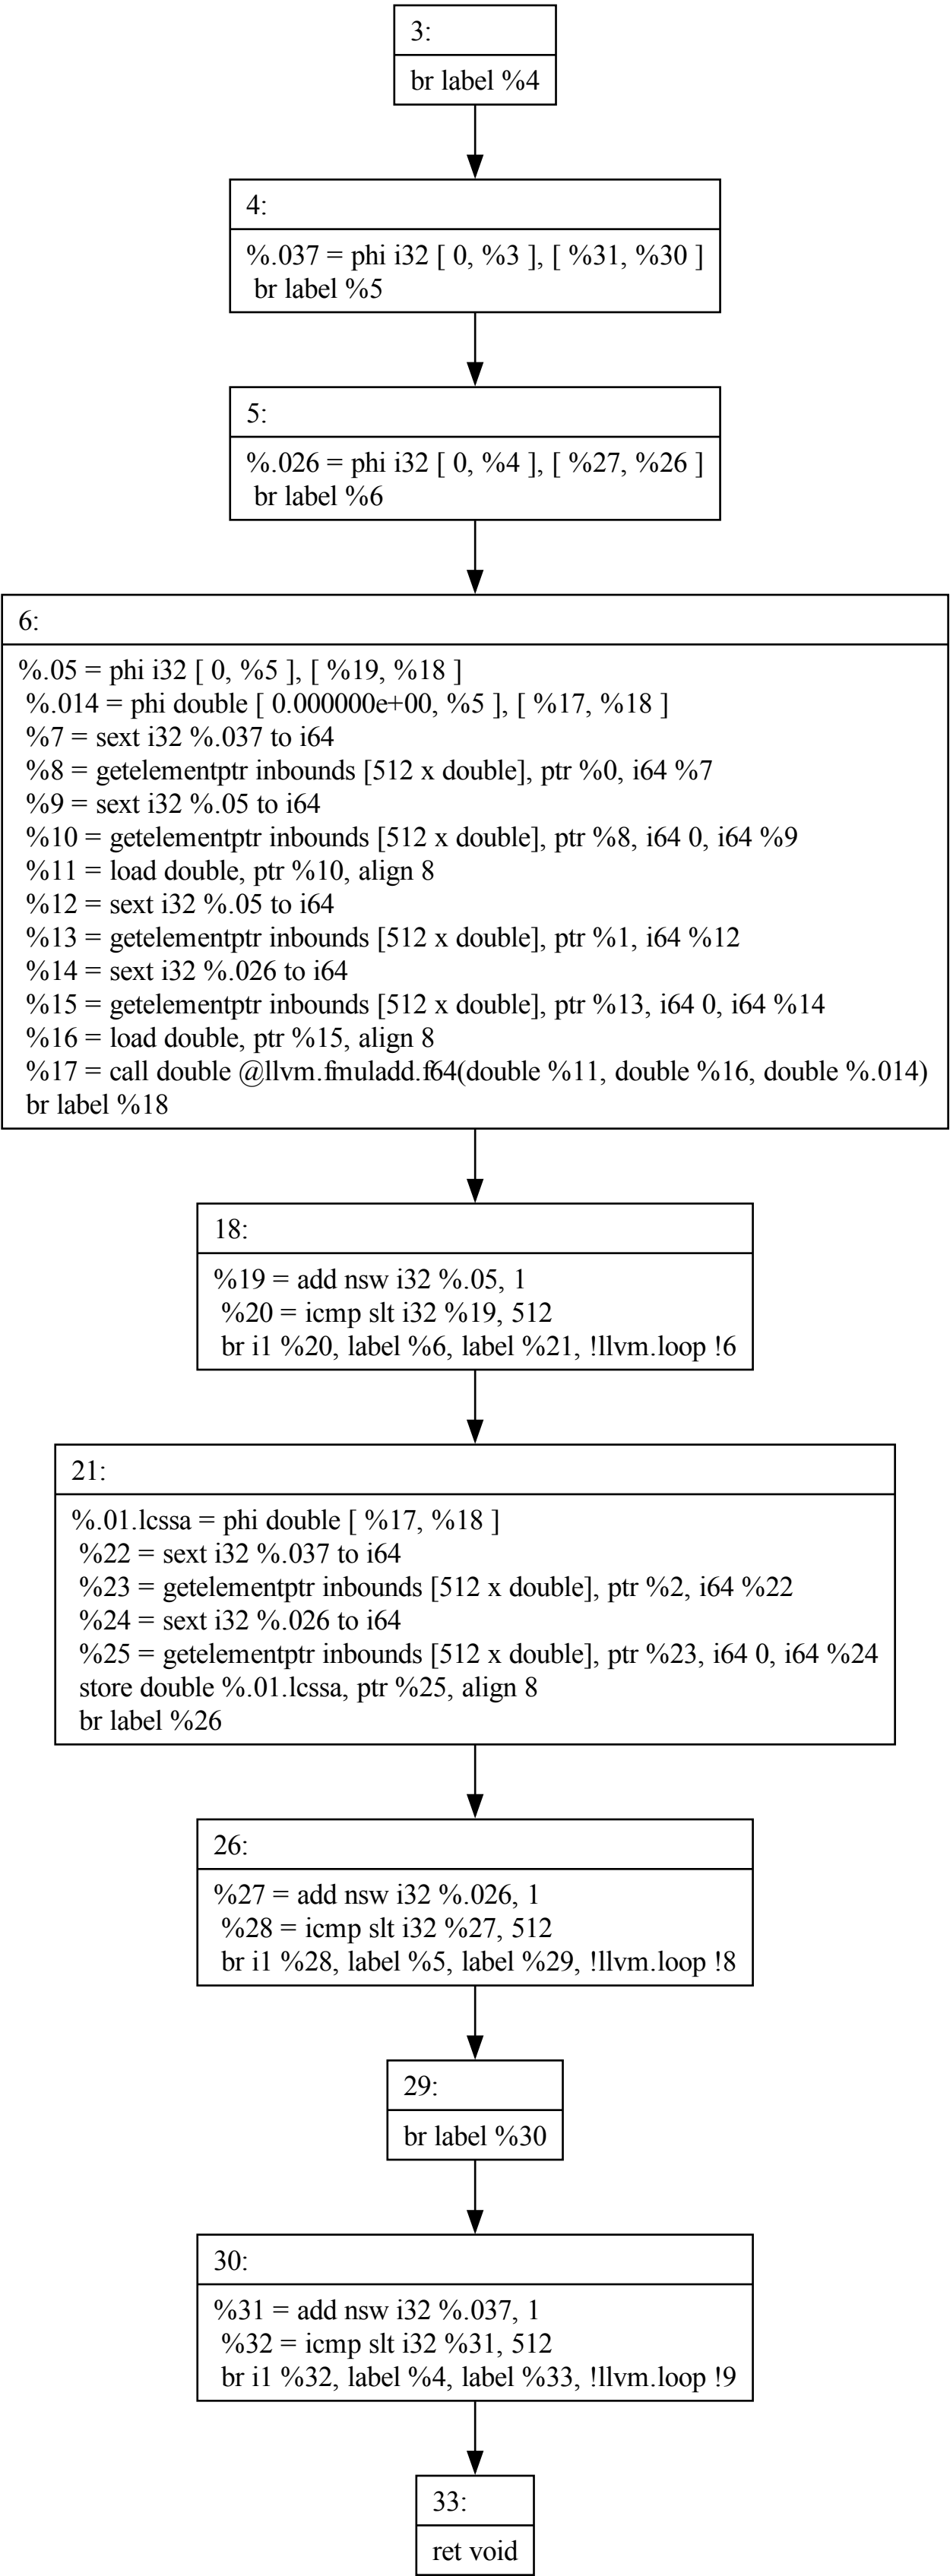 3:
br label %4
4:
%.037 = phi i32 [ 0, %3 ], [ %31, %30 ]
br label %5
5:
%.026 = phi i32 [ 0, %4 ], [ %27, %26 ]
br label %6
6:
%.05 = phi i32 [ 0, %5 ], [ %19, %18 ]
%.014 = phi double [ 0.000000e+00, %5 ], [ %17, %18 ]
%7 = sext i32 %.037 to i64
%8 = getelementptr inbounds [512 x double], ptr %0, i64 %7
%9 = sext i32 %.05 to i64
%10 = getelementptr inbounds [512 x double], ptr %8, i64 0, i64 %9
%11 = load double, ptr %10, align 8
%12 = sext i32 %.05 to i64
%13 = getelementptr inbounds [512 x double], ptr %1, i64 %12
%14 = sext i32 %.026 to i64
%15 = getelementptr inbounds [512 x double], ptr %13, i64 0, i64 %14
%16 = load double, ptr %15, align 8
%17 = call double @llvm.fmuladd.f64(double %11, double %16, double %.014)
br label %18
18:
%19 = add nsw i32 %.05, 1
%20 = icmp slt i32 %19, 512
br i1 %20, label %6, label %21, !llvm.loop !6
21:
%.01.lcssa = phi double [ %17, %18 ]
%22 = sext i32 %.037 to i64
%23 = getelementptr inbounds [512 x double], ptr %2, i64 %22
%24 = sext i32 %.026 to i64
%25 = getelementptr inbounds [512 x double], ptr %23, i64 0, i64 %24
store double %.01.lcssa, ptr %25, align 8
br label %26
26:
%27 = add nsw i32 %.026, 1
%28 = icmp slt i32 %27, 512
br i1 %28, label %5, label %29, !llvm.loop !8
29:
br label %30
30:
%31 = add nsw i32 %.037, 1
%32 = icmp slt i32 %31, 512
br i1 %32, label %4, label %33, !llvm.loop !9
33:
ret void